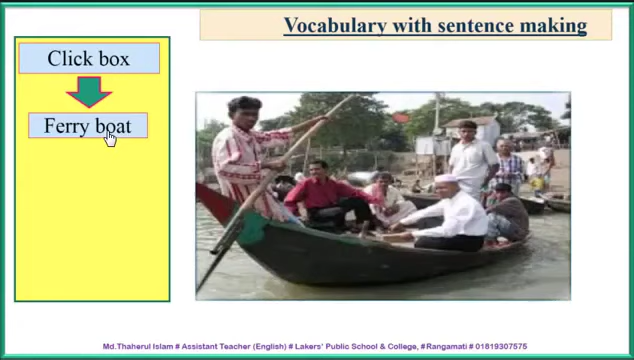 Vocabulary with sentence making
Click box
Ferry boat
Md.Thaherul Islam # Assistant Teacher (English) # Lakers' Public School & College, #Rangamati # 01819307575